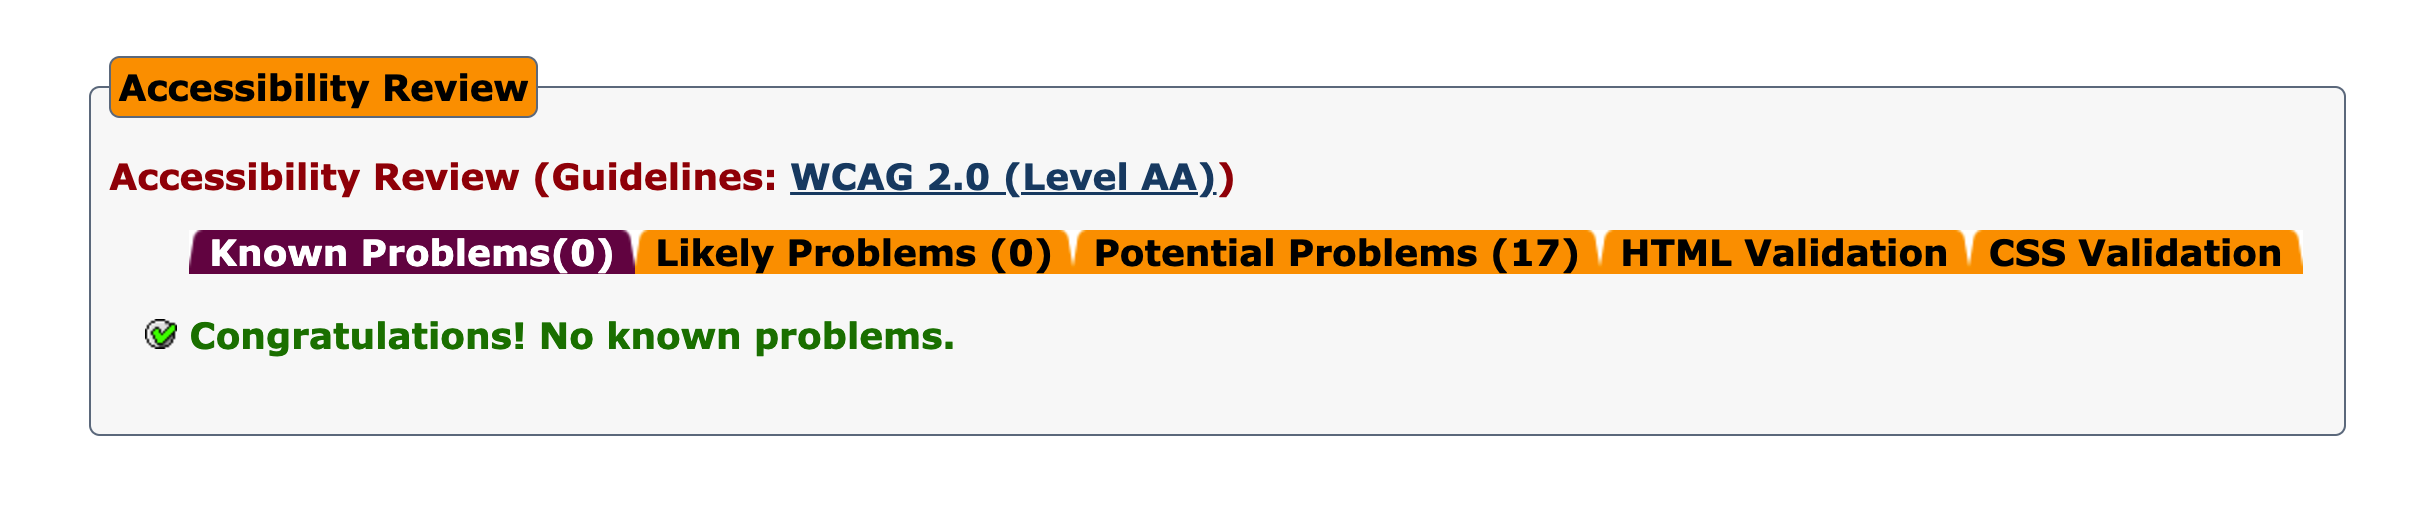 Accessibility Review
Accessibility Review (Guidelines: WCAG 2.0 (Level AA))
Known Problems(0) Likely Problems (0) Potential Problems (17) HTML Validation CSS Validation
Congratulations! No known problems.